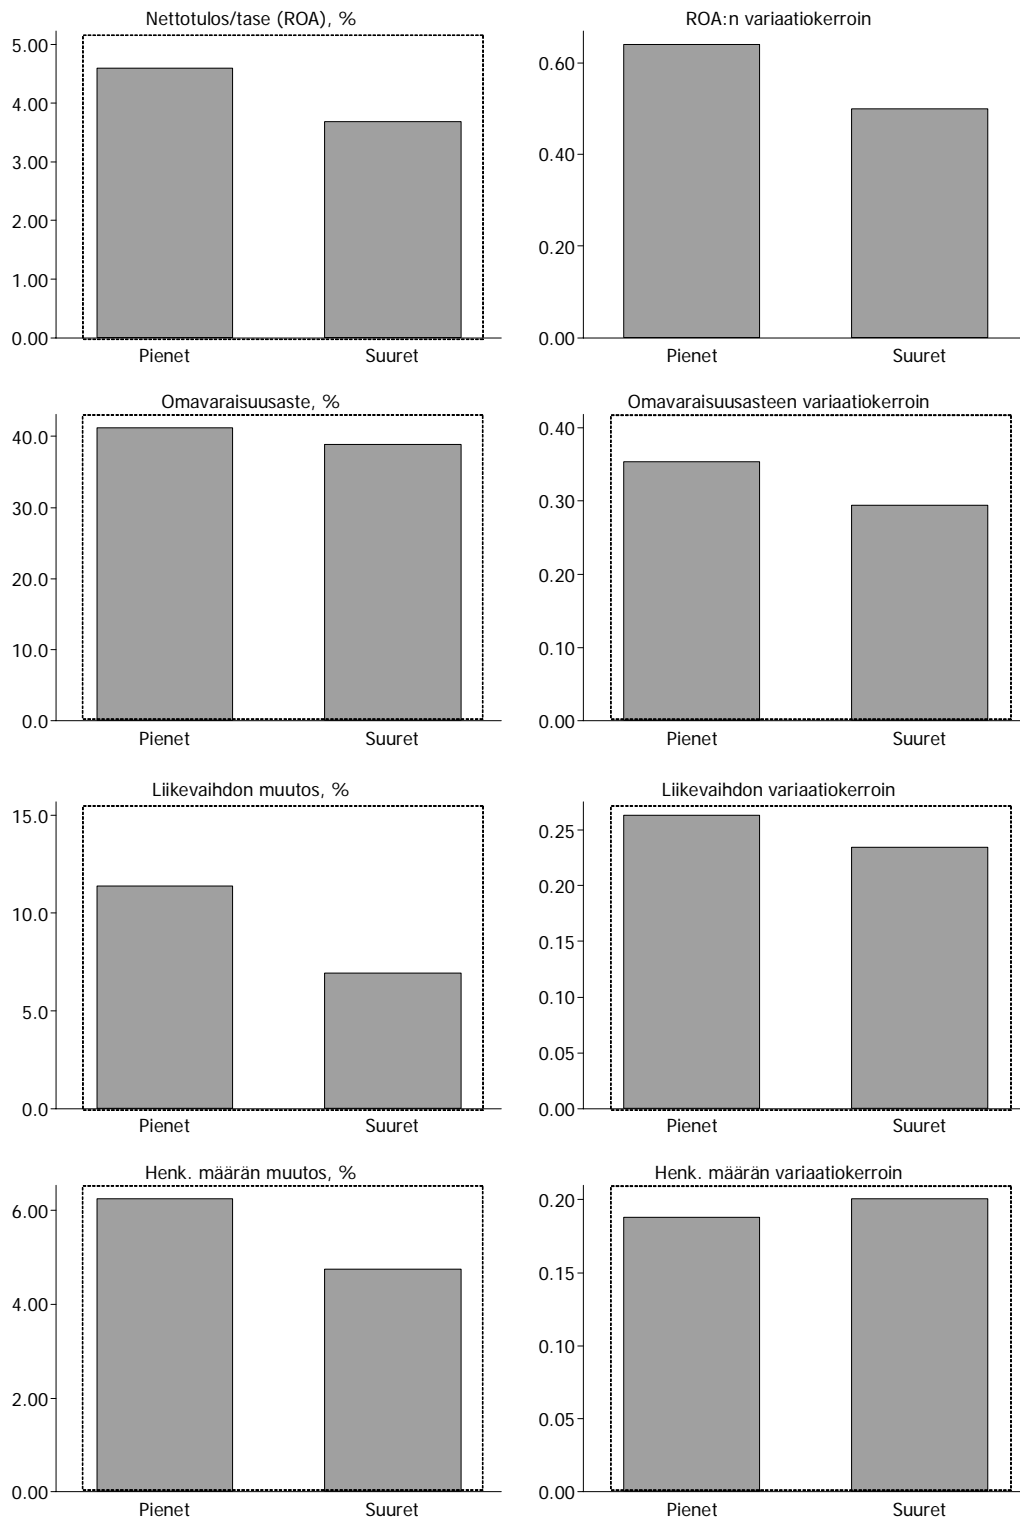 Nettotulos/tase (ROA), %
5.00
4.00
3.00
2.00
1.00
0.00
Pienet Suuret
ROA:n variaatiokerroin
0.60
0.40
0.20
0.00
Pienet Suuret
Omavaraisuusaste, %
40.0
30.0
20.0
10.0
0.0
Pienet Suuret
Omavaraisuusasteen variaatiokerroin
0.40
0.30
0.20
0.10
0.00
Pienet Suuret
Liikevaihdon muutos, %
15.0
10.0
5.0
0.0
Pienet Suuret
Liikevaihdon variaatiokerroin
0.25
0.20
0.15
0.10
0.05
0.00
Pienet Suuret
Henk. määrän muutos, %
6.00
4.00
2.00
0.00
Pienet Suuret
Henk. määrän variaatiokerroin
0.20
0.15
0.10
0.05
0.00
Pienet Suuret